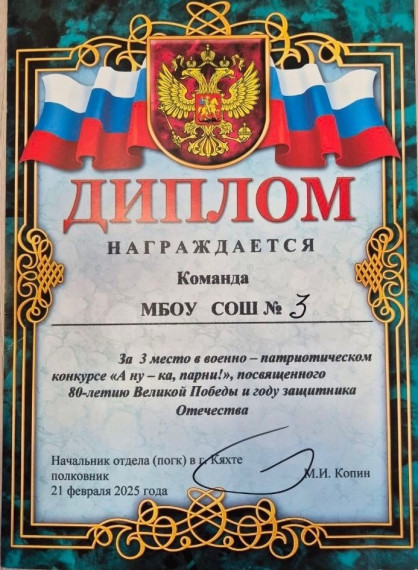 ДИПЛОМ
НАГРАЖДАЕТСЯ
Команда
МБОУ СОШ № 3
За 3 место в военно – патриотическом
конкурсе «А ну – ка, парни!», посвященного
80-летию Великой Победы и году защитника
Отечества
Начальник отдела (погк) в г. Кяхте
полковник М.И. Копин
21 февраля 2025 года